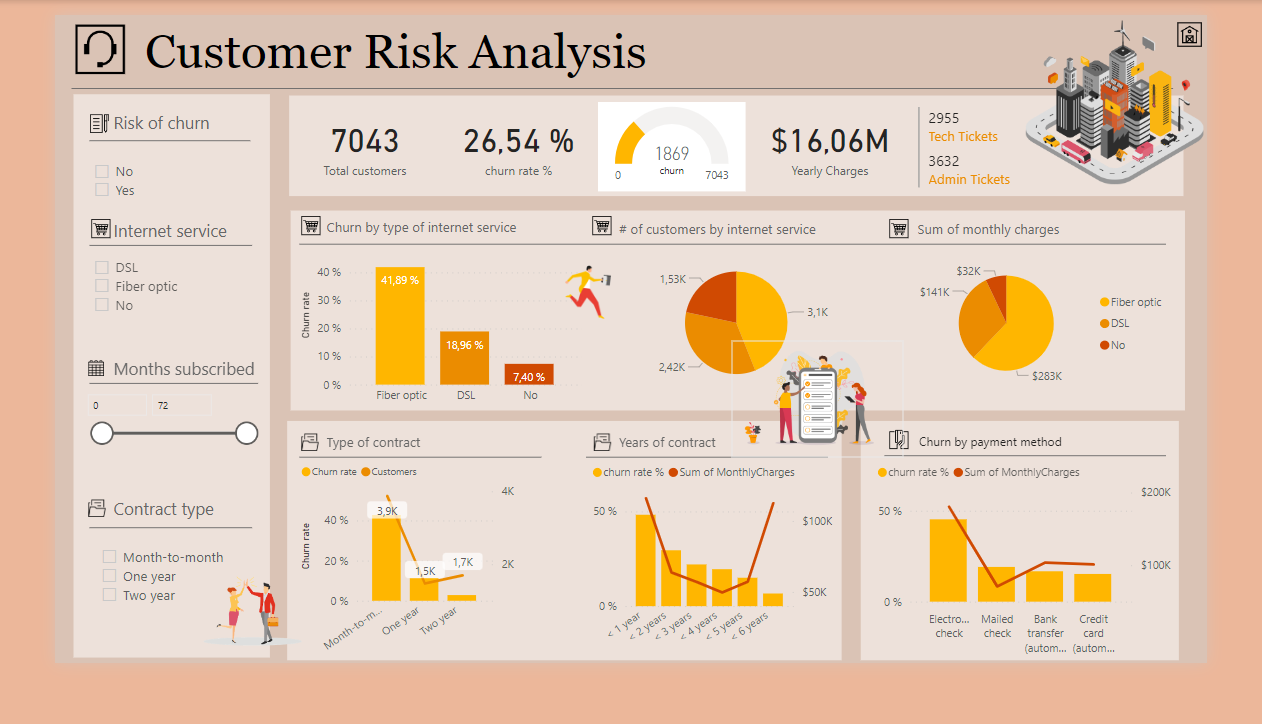 Customer Risk Analysis
Risk of churn
No
Yes
Internet service
DSL
Fiber optic
No
Months subscribed
0 72
Contract type
Month-to-month
One year
Two year
7043
Total customers
26,54 %
churn rate %
1869
churn
0 7043
$16,06M
Yearly Charges
2955
Tech Tickets
3632
Admin Tickets
Churn by type of internet service
Churn rate
40 %
30 %
20 %
10 %
0 %
41,89 %
18,96 %
7,40 %
Fiber optic DSL No
# of customers by internet service
1,53K
3,1K
2,42K
Sum of monthly charges
$32K
$141K
$283K
Fiber optic
DSL
No
Type of contract
Churn rate Customers
Churn rate
40 %
20 %
0 %
4K
2K
3,9K
1,5K
1,7K
Month-to-m... One year Two year
Years of contract
churn rate % Sum of MonthlyCharges
50 %
0 %
$100K
$50K
< 1 year < 2 years < 3 years < 4 years < 5 years < 6 years
Churn by payment method
churn rate % Sum of MonthlyCharges
50 %
0 %
$200K
$100K
Electro... check
Mailed check
Bank transfer (autom...
Credit card (autom...